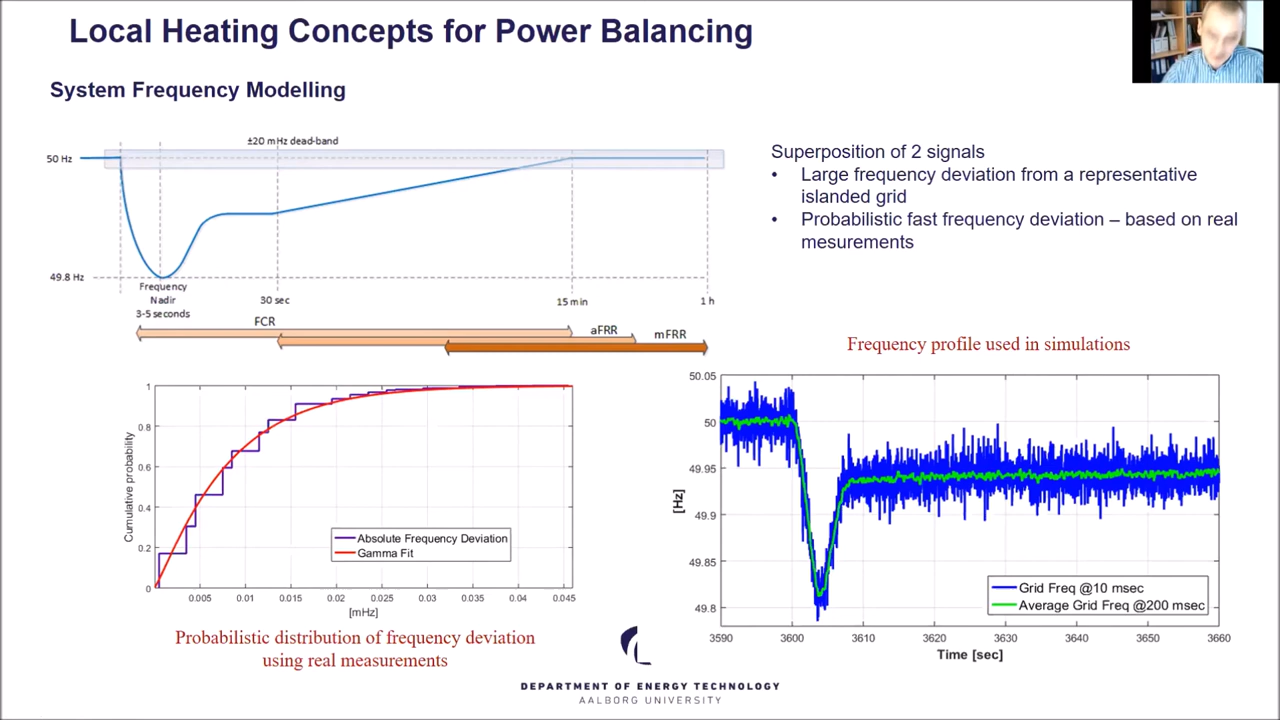 Local Heating Concepts for Power Balancing
System Frequency Modelling
±20 mHz dead-band
50 Hz
49.8 Hz
Frequency
Nadir
3-5 seconds
30 sec
15 min
1 h
FCR
aFRR
mFRR
Superposition of 2 signals
• Large frequency deviation from a representative
islanded grid
• Probabilistic fast frequency deviation – based on real
mesurements
Cumulative probability
1
0.8
0.6
0.4
0.2
0
Absolute Frequency Deviation
Gamma Fit
0.005 0.01 0.015 0.02 0.025 0.03 0.035 0.04 0.045
[mHz]
Probabilistic distribution of frequency deviation
using real measurements
Frequency profile used in simulations
[Hz]
50.05
50
49.95
49.9
49.85
49.8
Grid Freq @10 msec
Average Grid Freq @200 msec
3590 3600 3610 3620 3630 3640 3650 3660
Time [sec]
DEPARTMENT OF ENERGY TECHNOLOGY
AALBORG UNIVERSITY